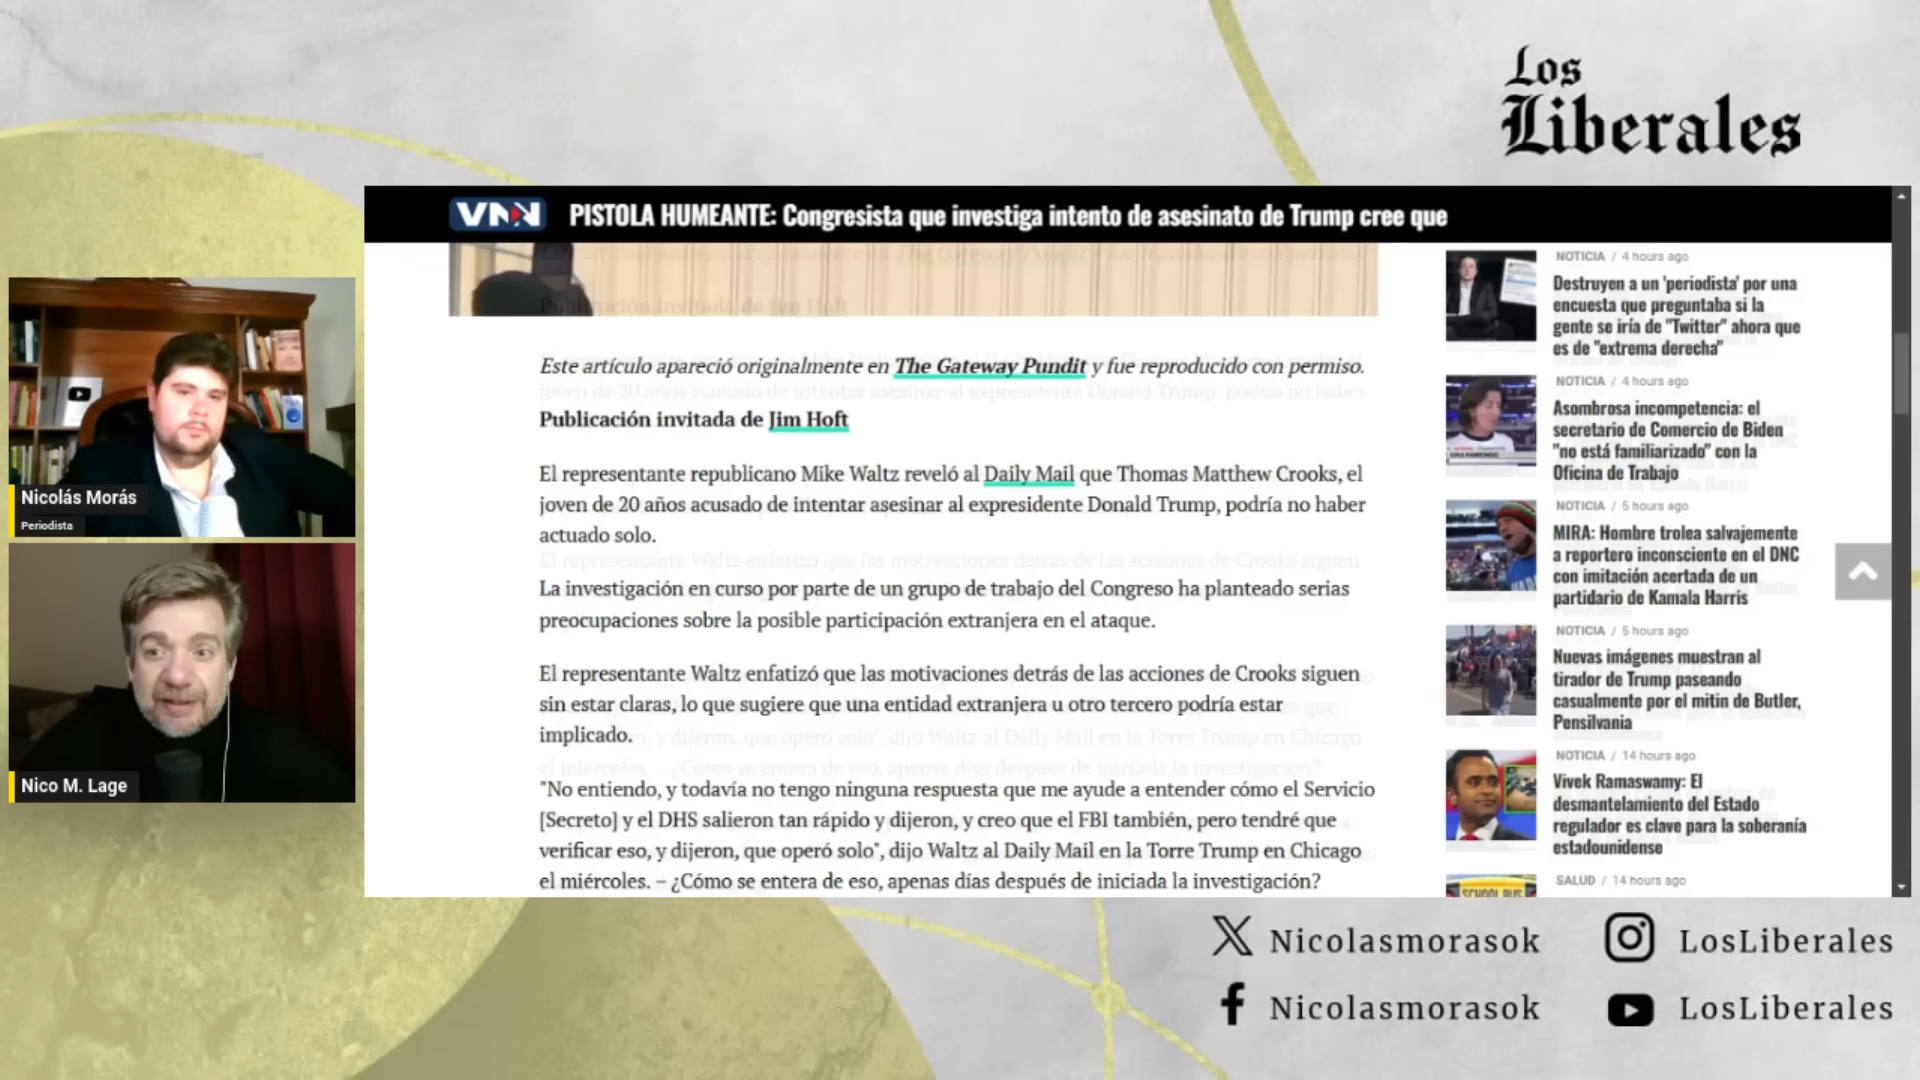 Los
Liberales
VNN
PISTOLA HUMEANTE: Congresista que investiga intento de asesinato de Trump cree que
Este artículo apareció originalmente en The Gateway Pundit y fue reproducido con permiso.
Publicación invitada de Jim Hoft
El representante republicano Mike Waltz reveló al Daily Mail que Thomas Matthew Crooks, el
joven de 20 años acusado de intentar asesinar al expresidente Donald Trump, podría no haber
actuado solo.
La investigación en curso por parte de un grupo de trabajo del Congreso ha planteado serias
preocupaciones sobre la posible participación extranjera en el ataque.
El representante Waltz enfatizó que las motivaciones detrás de las acciones de Crooks siguen
sin estar claras, lo que sugiere que una entidad extranjera u otro tercero podría estar
implicado.
"No entiendo, y todavía no tengo ninguna respuesta que me ayude a entender cómo el Servicio
[Secreto] y el DHS salieron tan rápido y dijeron, y creo que el FBI también, pero tendré que
verificar eso, y dijeron, que operó solo", dijo Waltz al Daily Mail en la Torre Trump en Chicago
el miércoles. – ¿Cómo se entera de eso, apenas días después de iniciada la investigación?
NOTICIA / 4 hours ago
Destruyen a un 'periodista' por una
encuesta que preguntaba si la
gente se iría de "Twitter" ahora que
es de "extrema derecha"
NOTICIA / 4 hours ago
Asombrosa incompetencia: el
secretario de Comercio de Biden
"no está familiarizado" con la
Oficina de Trabajo
NOTICIA / 5 hours ago
MIRA: Hombre trolea salvajemente
a reportero inconsciente en el DNC
con imitación acertada de un
partidario de Kamala Harris
NOTICIA / 5 hours ago
Nuevas imágenes muestran al
tirador de Trump paseando
casualmente por el mitin de Butler,
Pensilvania
NOTICIA / 14 hours ago
Vivek Ramaswamy: El
desmantelamiento del Estado
regulador es clave para la soberanía
estadounidense
SALUD / 14 hours ago
SCHOOL BUS
Nicolás Morás
Periodista
Nico M. Lage
Nicolasmorasok
LosLiberales
Nicolasmorasok
LosLiberales